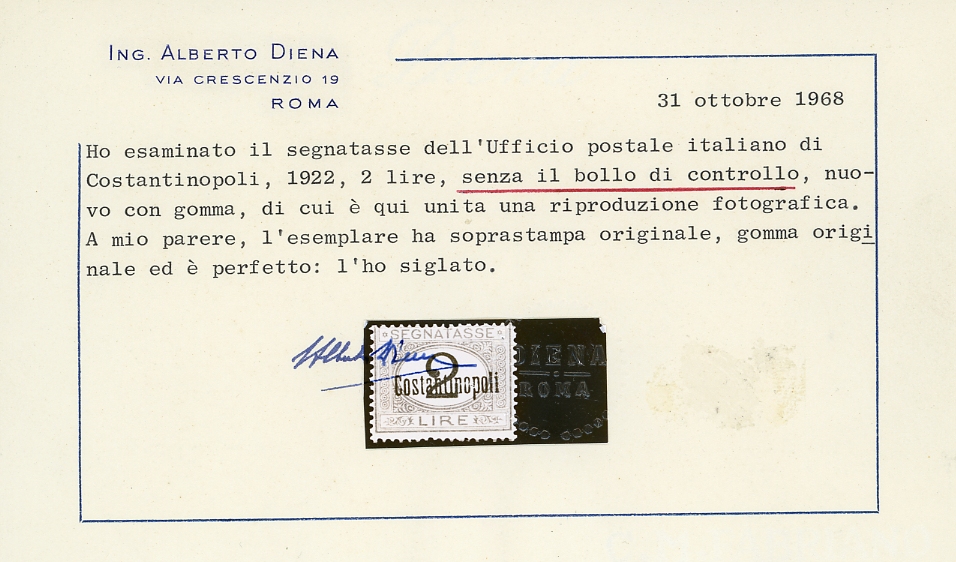 ING. ALBERTO DIENA
VIA CRESCENZIO 19
ROMA
31 ottobre 1968
Ho esaminato il segnatasse dell'Ufficio postale italiano di
Costantinopoli, 1922, 2 lire, senza il bollo di controllo, nuo-
vo con gomma, di cui è qui unita una riproduzione fotografica.
A mio parere, l'esemplare ha soprastampa originale, gomma origi
nale ed è perfetto: l'ho siglato.
Alberto Diena
SEGNATASSE
2
Costantinopoli
LIRE
DIENA
ROMA